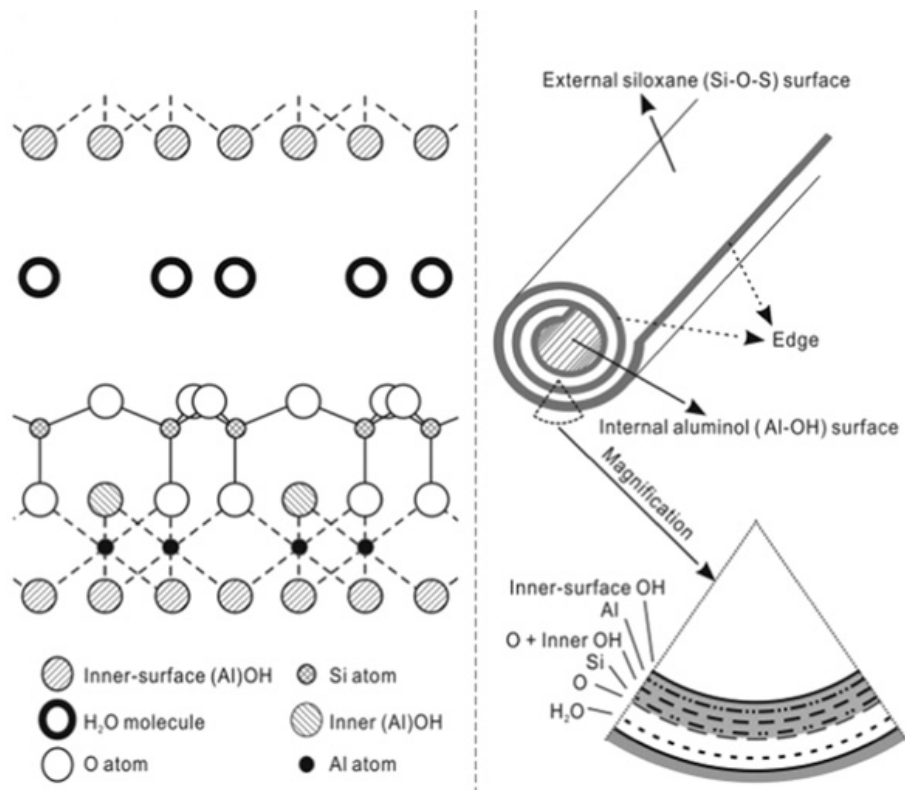 External siloxane (Si-O-S) surface
Edge
Internal aluminol (Al-OH) surface
Magnification
Inner-surface OH
Al
O + Inner OH
Si
O
H₂O
Inner-surface (Al)OH
Si atom
H₂O molecule
Inner (Al)OH
O atom
Al atom